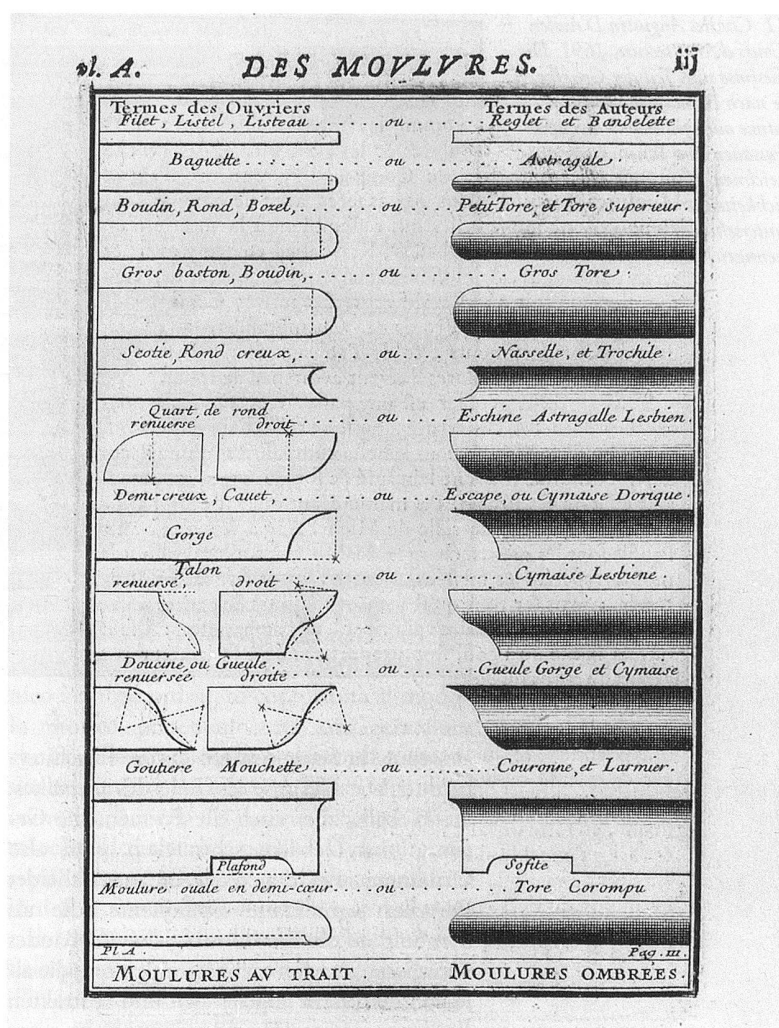 Pl. A. DES MOVLVRES. iij
Termes des Ouvriers Termes des Auteurs
Filet, Listel, Listeau ..... ou .... Reglet et Bandelette
Baguette ..... ou ..... Astragale.
Boudin, Rond, Bozel, ..... ou .... Petit Tore, et Tore superieur.
Gros baston, Boudin, ..... ou ....... Gros Tore.
Scotie, Rond creux, ..... ou ...... Nasselle, et Trochile.
Quart de rond
renuerse droit ..... ou .... Eschine Astragalle Lesbien.
Demi-creux, Cauet, ..... ou .... Escape, ou Cymaise Dorique.
Gorge
Talon
renuerse droit ..... ou ..... Cymaise Lesbiene
Doucine, ou Gueule
renuersée droite ..... ou .... Gueule Gorge et Cymaise
Goutiere Mouchette ..... ou ..... Couronne, et Larmier.
Plafond Sofite
Moulure ouale en demi-cœur. .. ou ..... Tore Corompu
Pl. A Pag. iii.
MOULURES AV TRAIT MOULURES OMBRÉES.